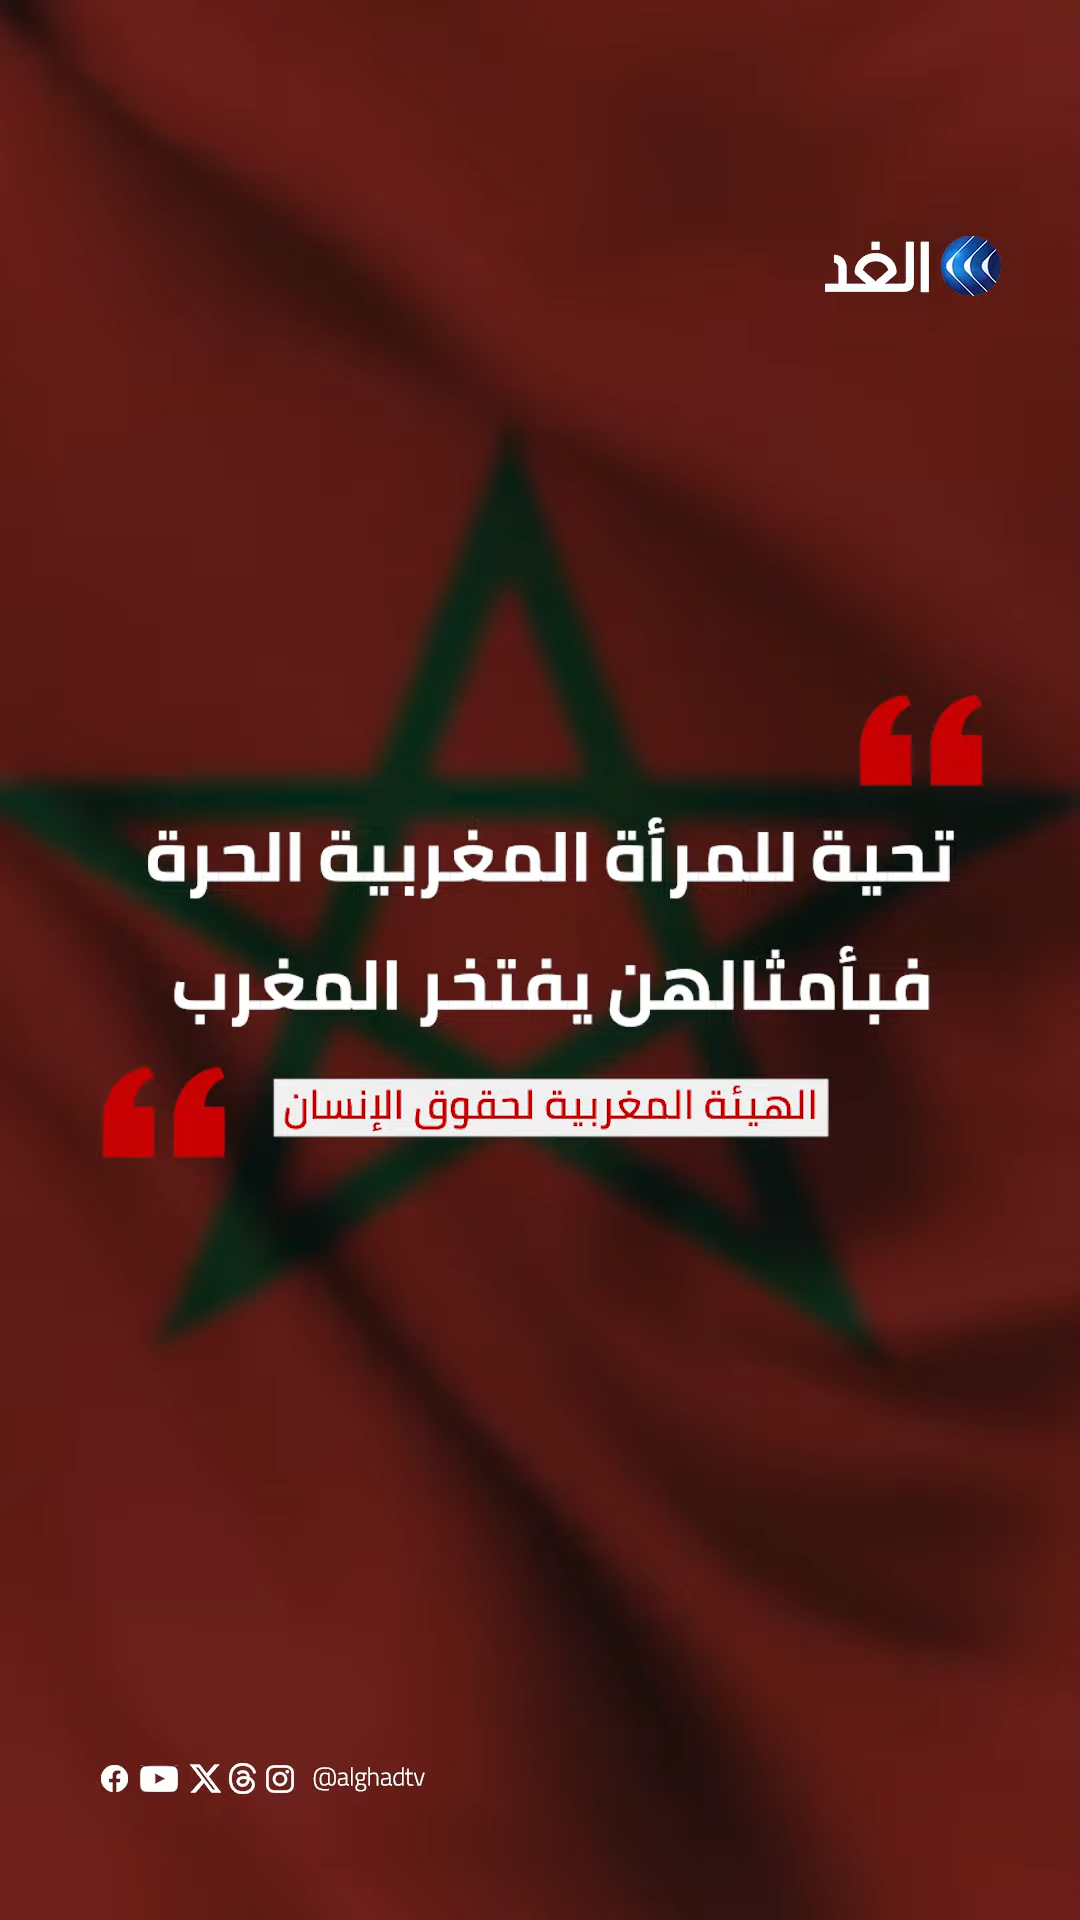 الغد
تحية للمرأة المغربية الحرة
فبأمثالهن يفتخر المغرب
الهيئة المغربية لحقوق الإنسان
@alghadtv